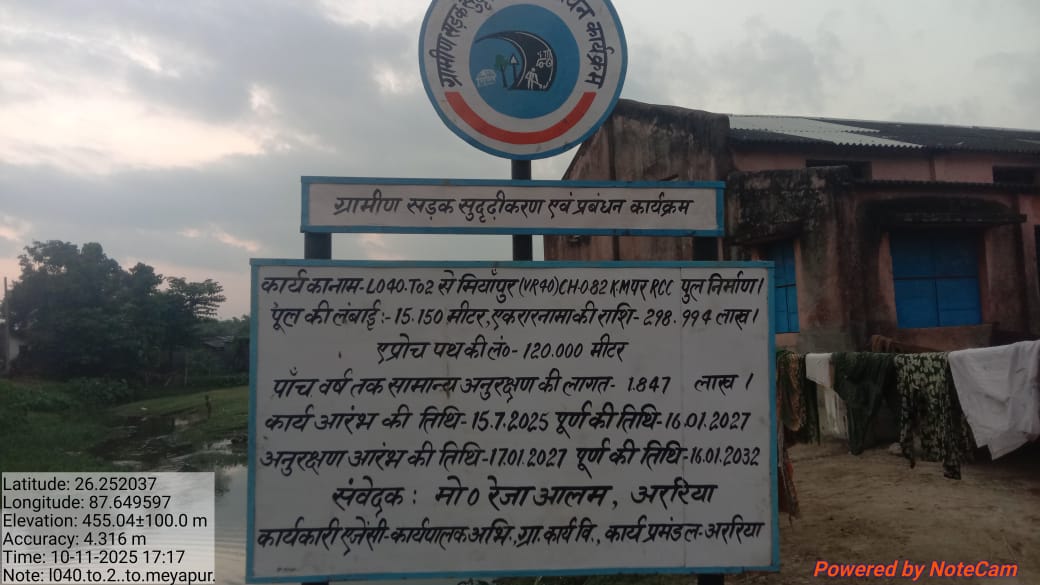 ग्रामीण सड़क सुदृढ़ीकरण एवं प्रबंधन कार्यक्रम
कार्य का नाम- L040-T02 से मियाँपुर (VR40) CH-0.82 KM पर RCC पुल निर्माण।
पूल की लंबाई:- 15.150 मीटर, एकरारनामा की राशि- 298.994 लाख।
एप्रोच पथ की लं०- 120.000 मीटर
पाँच वर्ष तक सामान्य अनुरक्षण की लागत- 1.847 लाख।
कार्य आरंभ की तिथि- 15.7.2025 पूर्ण की तिथि- 16.01.2027
अनुरक्षण आरंभ की तिथि- 17.01.2027 पूर्ण की तिथि- 16.01.2032
संवेदक : मो० रेजा आलम, अररिया
कार्यकारी एजेंसी- कार्यपालक अभि., ग्रा. कार्य वि., कार्य प्रमंडल- अररिया
Latitude: 26.252037
Longitude: 87.649597
Elevation: 455.04±100.0 m
Accuracy: 4.316 m
Time: 10-11-2025 17:17
Note: l040.to.2..to.meyapur.
Powered by NoteCam